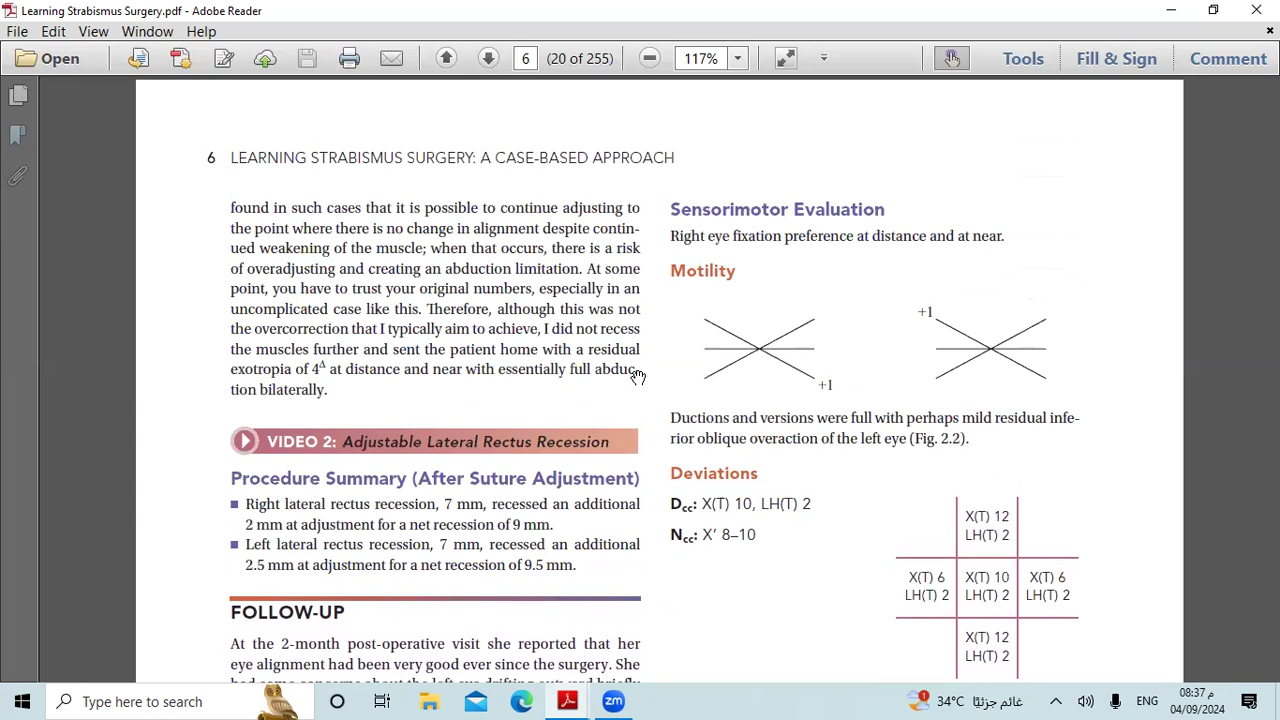 Learning Strabismus Surgery.pdf - Adobe Reader
File Edit View Window Help
Open 6 (20 of 255) 117% Tools Fill & Sign Comment
6 LEARNING STRABISMUS SURGERY: A CASE-BASED APPROACH
found in such cases that it is possible to continue adjusting to
the point where there is no change in alignment despite contin-
ued weakening of the muscle; when that occurs, there is a risk
of overadjusting and creating an abduction limitation. At some
point, you have to trust your original numbers, especially in an
uncomplicated case like this. Therefore, although this was not
the overcorrection that I typically aim to achieve, I did not recess
the muscles further and sent the patient home with a residual
exotropia of 4Δ at distance and near with essentially full abduc-
tion bilaterally.
VIDEO 2: Adjustable Lateral Rectus Recession
Procedure Summary (After Suture Adjustment)
■ Right lateral rectus recession, 7 mm, recessed an additional
2 mm at adjustment for a net recession of 9 mm.
■ Left lateral rectus recession, 7 mm, recessed an additional
2.5 mm at adjustment for a net recession of 9.5 mm.
FOLLOW-UP
At the 2-month post-operative visit she reported that her
eye alignment had been very good ever since the surgery. She
had some concerns about the left eye drifting outward briefly
Sensorimotor Evaluation
Right eye fixation preference at distance and at near.
Motility
+1
+1
Ductions and versions were full with perhaps mild residual infe-
rior oblique overaction of the left eye (Fig. 2.2).
Deviations
Dcc: X(T) 10, LH(T) 2
Ncc: X’ 8–10
X(T) 12
LH(T) 2
X(T) 6 X(T) 10 X(T) 6
LH(T) 2 LH(T) 2 LH(T) 2
X(T) 12
LH(T) 2
Type here to search
zm
1
34°C غائم جزئيًا
ENG
08:37 م
04/09/2024